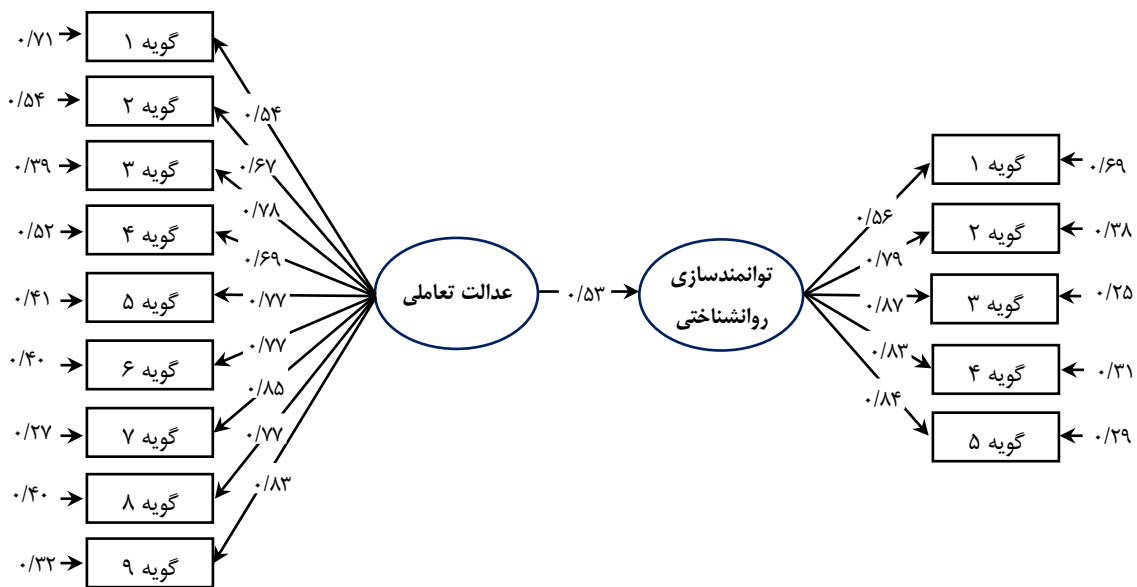 ۰/۷۱
گویه ۱
۰/۵۴
۰/۵۴
گویه ۲
۰/۶۷
۰/۳۹
گویه ۳
۰/۷۸
۰/۵۲
گویه ۴
۰/۶۹
۰/۴۱
گویه ۵
۰/۷۷
۰/۴۰
گویه ۶
۰/۷۷
۰/۲۷
گویه ۷
۰/۸۵
۰/۴۰
گویه ۸
۰/۷۷
۰/۳۲
گویه ۹
۰/۸۳
عدالت تعاملی
۰/۵۳
توانمندسازی
روانشناختی
۰/۵۶
گویه ۱
۰/۶۹
۰/۷۹
گویه ۲
۰/۳۸
۰/۸۷
گویه ۳
۰/۲۵
۰/۸۳
گویه ۴
۰/۳۱
۰/۸۴
گویه ۵
۰/۲۹